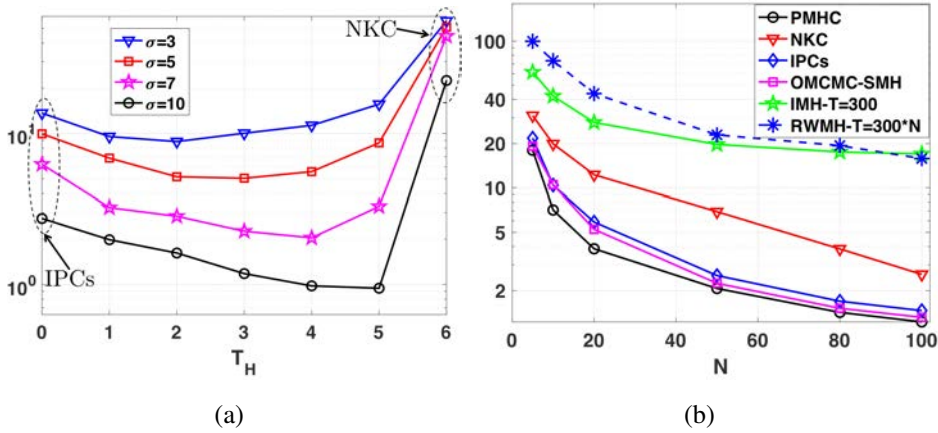 NKC
σ=3
σ=5
σ=7
σ=10
10¹
10⁰
IPCs
0 1 2 3 4 5 6
T_H
(a)
PMHC
NKC
IPCs
OMCMC-SMH
IMH-T=300
RWMH-T=300*N
100
40
20
10
5
2
0 20 40 60 80 100
N
(b)